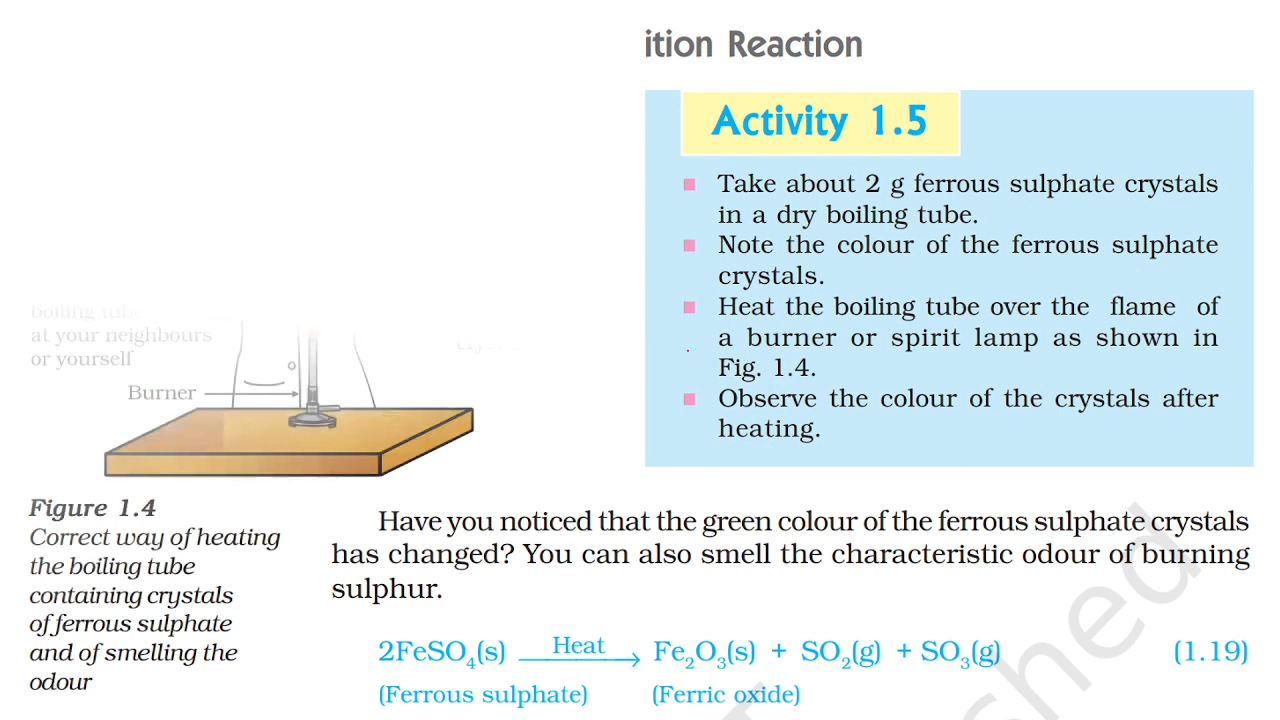 ition Reaction
Activity 1.5
Take about 2 g ferrous sulphate crystals
in a dry boiling tube.
Note the colour of the ferrous sulphate
crystals.
Heat the boiling tube over the flame of
a burner or spirit lamp as shown in
Fig. 1.4.
Observe the colour of the crystals after
heating.
boiling tube
at your neighbours
or yourself
Burner
Figure 1.4
Correct way of heating
the boiling tube
containing crystals
of ferrous sulphate
and of smelling the
odour
Have you noticed that the green colour of the ferrous sulphate crystals
has changed? You can also smell the characteristic odour of burning
sulphur.
2FeSO₄(s) Heat → Fe₂O₃(s) + SO₂(g) + SO₃(g) (1.19)
(Ferrous sulphate) (Ferric oxide)